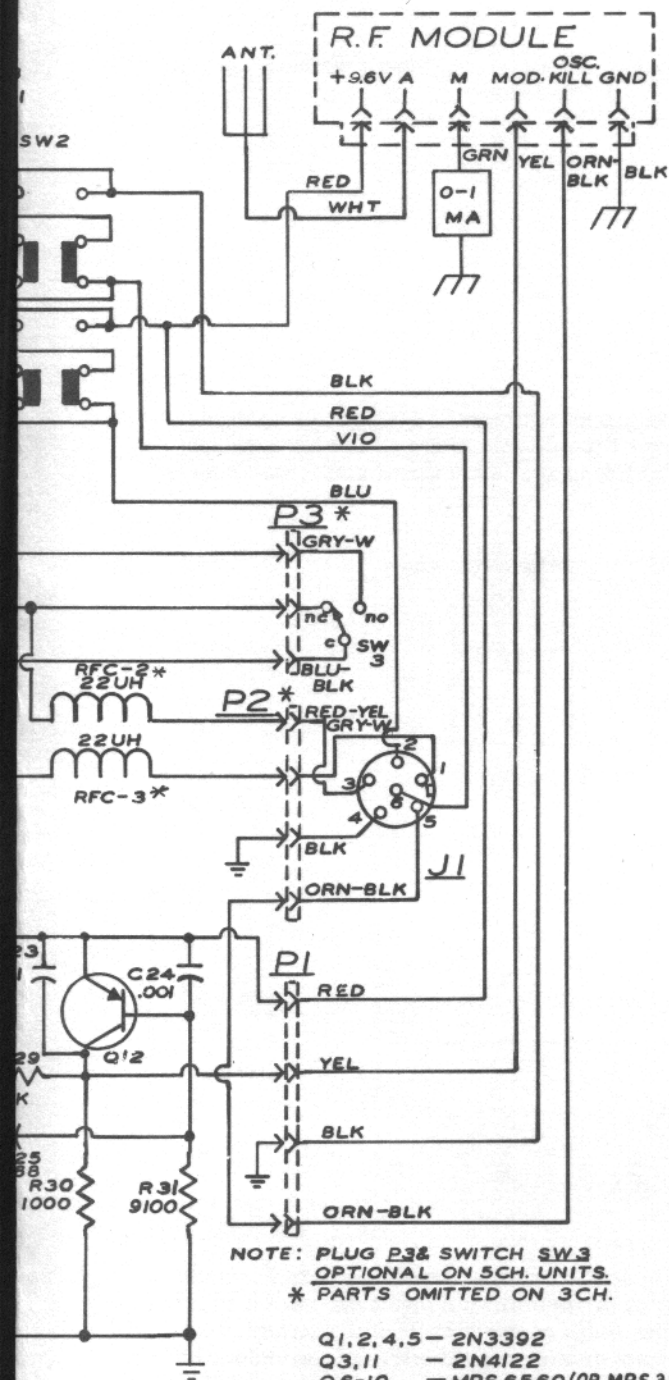 R.F. MODULE
ANT.
OSC.
+9.6V A M MOD. KILL GND
SW2
GRN YEL ORN-BLK BLK
RED
WHT
0-1
MA
BLK
RED
VIO
BLU
P3 *
GRY-W
nc no
c SW
3
BLU-
BLK
RFC-2*
22UH
P2 *
RED-YEL
GRY-W
22UH
RFC-3*
2
1
3
6
4
5
BLK
J1
ORN-BLK
23
P1
C24
.001
RED
Q12
29
YEL
K
BLK
25
68
R30
1000
R31
9100
ORN-BLK
NOTE: PLUG P3& SWITCH SW3
OPTIONAL ON 5CH. UNITS.
* PARTS OMITTED ON 3CH.
Q1,2,4,5 — 2N3392
Q3,11 — 2N4122